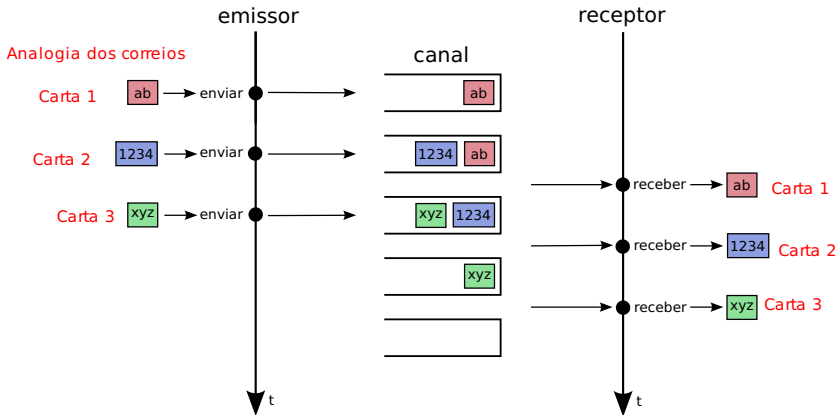 emissor
receptor
Analogia dos correios
canal
Carta 1
ab
enviar
ab
Carta 2
1234
enviar
1234
ab
receber
ab
Carta 1
Carta 3
xyz
enviar
xyz
1234
receber
1234
Carta 2
xyz
receber
xyz
Carta 3
t
t